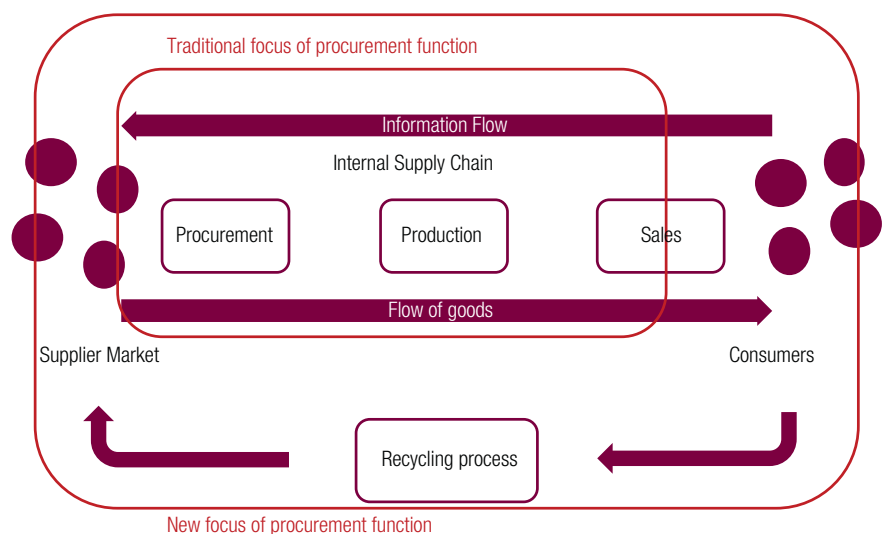 Traditional focus of procurement function
Information Flow
Internal Supply Chain
Procurement
Production
Sales
Flow of goods
Supplier Market
Consumers
Recycling process
New focus of procurement function